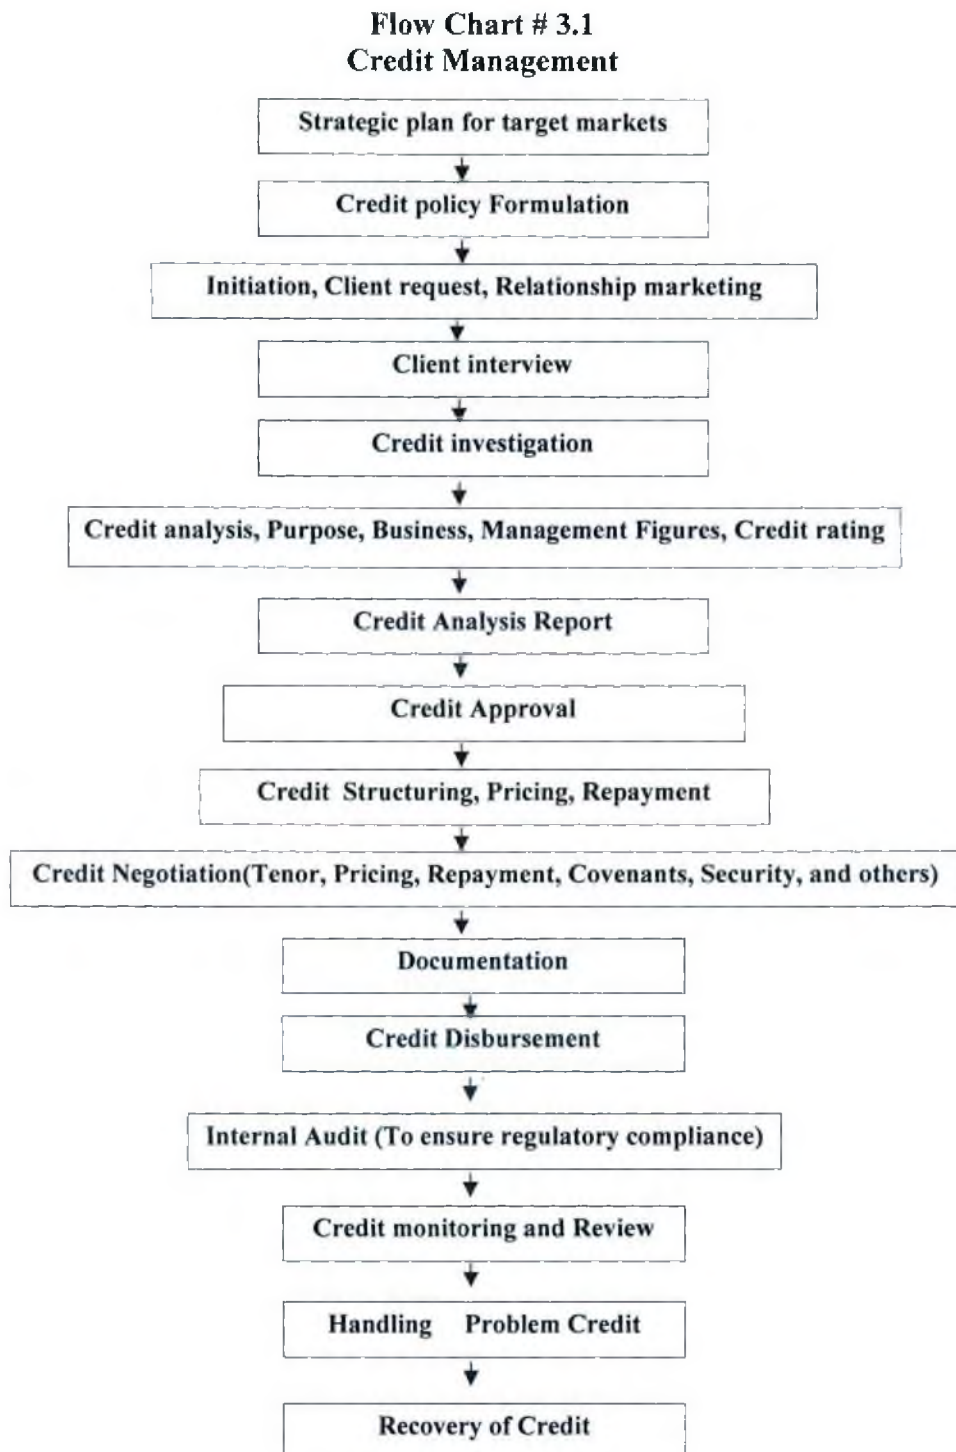 Flow Chart # 3.1
Credit Management
Strategic plan for target markets
Credit policy Formulation
Initiation, Client request, Relationship marketing
Client interview
Credit investigation
Credit analysis, Purpose, Business, Management Figures, Credit rating
Credit Analysis Report
Credit Approval
Credit Structuring, Pricing, Repayment
Credit Negotiation(Tenor, Pricing, Repayment, Covenants, Security, and others)
Documentation
Credit Disbursement
Internal Audit (To ensure regulatory compliance)
Credit monitoring and Review
Handling Problem Credit
Recovery of Credit